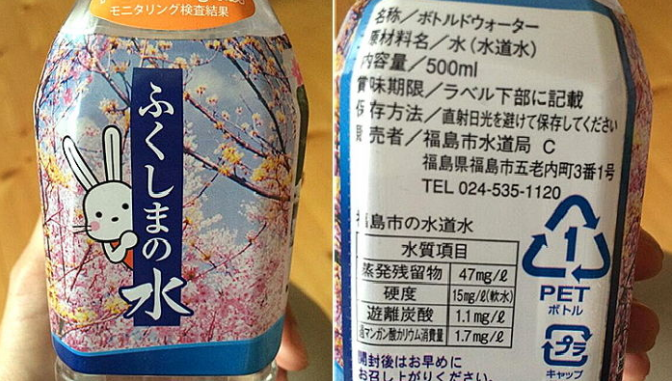 モニタリング検査結果
ふくしまの水
名称／ボトルドウォーター
原材料名／水（水道水）
内容量／500ml
賞味期限／ラベル下部に記載
保存方法／直射日光を避けて保存してください
販売者／福島市水道局 C
福島県福島市五老内町3番1号
TEL 024-535-1120
福島市の水道水
水質項目
蒸発残留物 47mg/ℓ
硬度 15mg/ℓ(軟水)
遊離炭酸 1.1mg/ℓ
過マンガン酸カリウム消費量 1.7mg/ℓ
開封後はお早めに
お召し上がりください。
1
PET
ボトル
プラ
キャップ